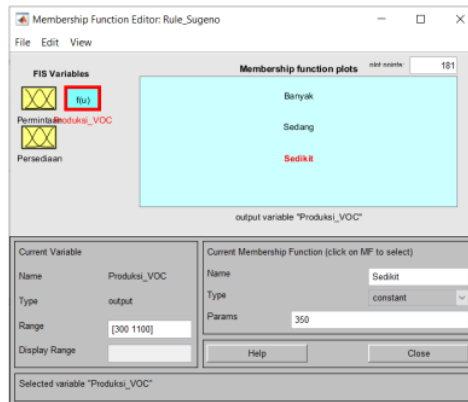 Membership Function Editor: Rule_Sugeno
File Edit View
FIS Variables
Membership function plots
plot points:
181
f(u)
Permintaan
Produksi_VOC
Persediaan
Banyak
Sedang
Sedikit
output variable "Produksi_VOC"
Current Variable
Name Produksi_VOC
Type output
Range [300 1100]
Display Range
Current Membership Function (click on MF to select)
Name Sedikit
Type constant
Params 350
Help Close
Selected variable "Produksi_VOC"